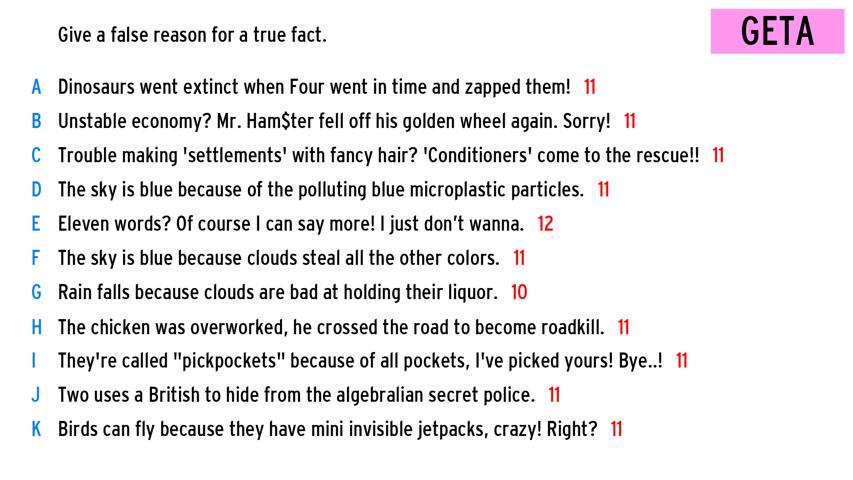 Give a false reason for a true fact.
GETA
A Dinosaurs went extinct when Four went in time and zapped them! 11
B Unstable economy? Mr. Ham$ter fell off his golden wheel again. Sorry! 11
C Trouble making 'settlements' with fancy hair? 'Conditioners' come to the rescue!! 11
D The sky is blue because of the polluting blue microplastic particles. 11
E Eleven words? Of course I can say more! I just don't wanna. 12
F The sky is blue because clouds steal all the other colors. 11
G Rain falls because clouds are bad at holding their liquor. 10
H The chicken was overworked, he crossed the road to become roadkill. 11
I They're called "pickpockets" because of all pockets, I've picked yours! Bye..! 11
J Two uses a British to hide from the algebralian secret police. 11
K Birds can fly because they have mini invisible jetpacks, crazy! Right? 11